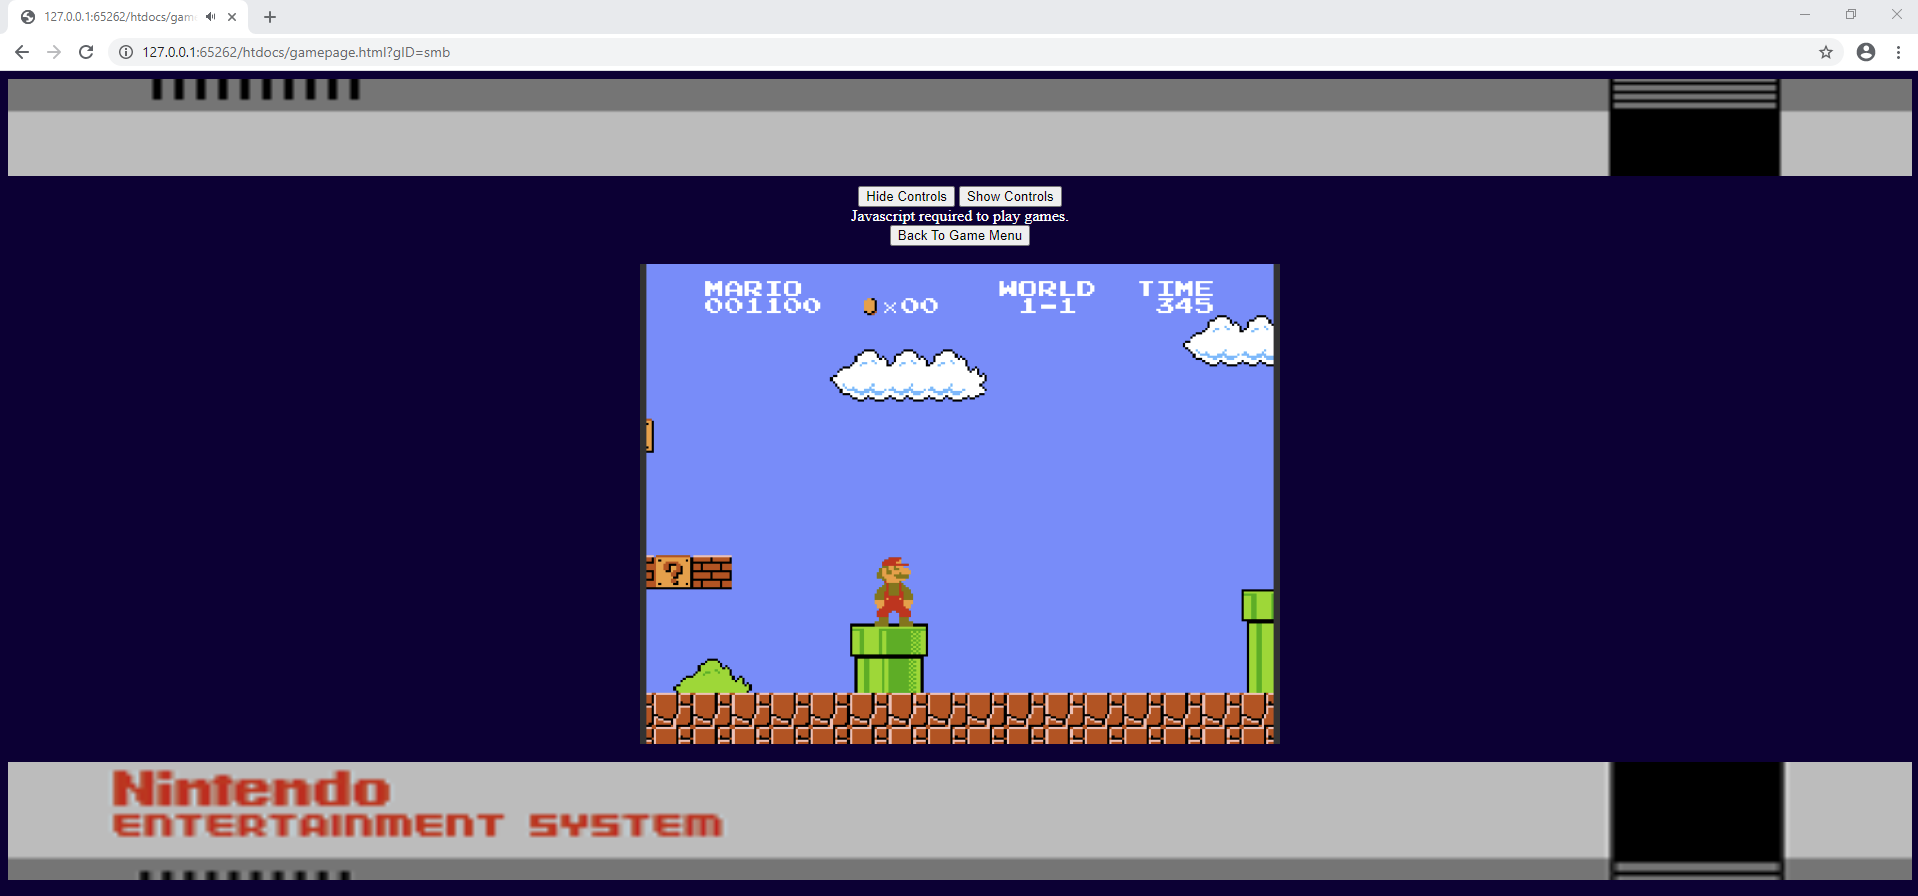 127.0.0.1:65262/htdocs/gam
127.0.0.1:65262/htdocs/gamepage.html?gID=smb
Hide Controls Show Controls
Javascript required to play games.
Back To Game Menu
MARIO WORLD TIME
001100 ×00 1-1 345
?
Nintendo
ENTERTAINMENT SYSTEM